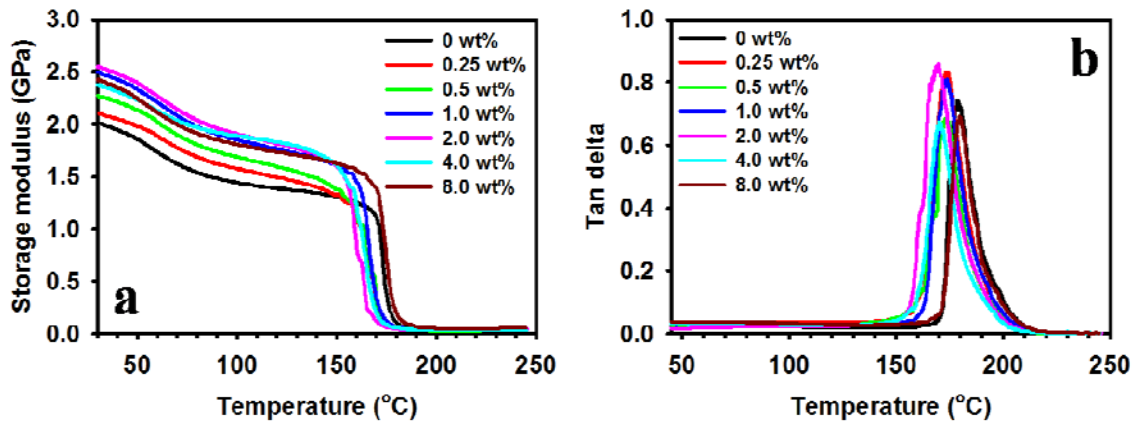 Storage modulus (GPa)
3.0
2.5
2.0
1.5
1.0
0.5
0.0
0 wt%
0.25 wt%
0.5 wt%
1.0 wt%
2.0 wt%
4.0 wt%
8.0 wt%
a
50 100 150 200 250
Temperature (°C)
Tan delta
1.0
0.8
0.6
0.4
0.2
0.0
0 wt%
0.25 wt%
0.5 wt%
1.0 wt%
2.0 wt%
4.0 wt%
8.0 wt%
b
50 100 150 200 250
Temperature (°C)